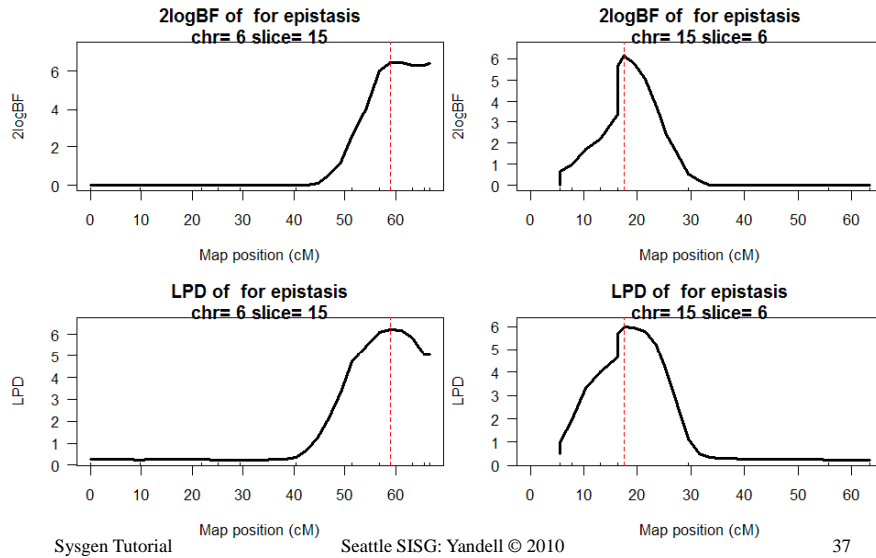 2logBF of for epistasis
chr= 6 slice= 15
2logBF
6
4
2
0
0 10 20 30 40 50 60
Map position (cM)
2logBF of for epistasis
chr= 15 slice= 6
2logBF
6
5
4
3
2
1
0
0 10 20 30 40 50 60
Map position (cM)
LPD of for epistasis
chr= 6 slice= 15
LPD
6
5
4
3
2
1
0
0 10 20 30 40 50 60
Map position (cM)
LPD of for epistasis
chr= 15 slice= 6
LPD
6
5
4
3
2
1
0
0 10 20 30 40 50 60
Map position (cM)
Sysgen Tutorial Seattle SISG: Yandell © 2010 37